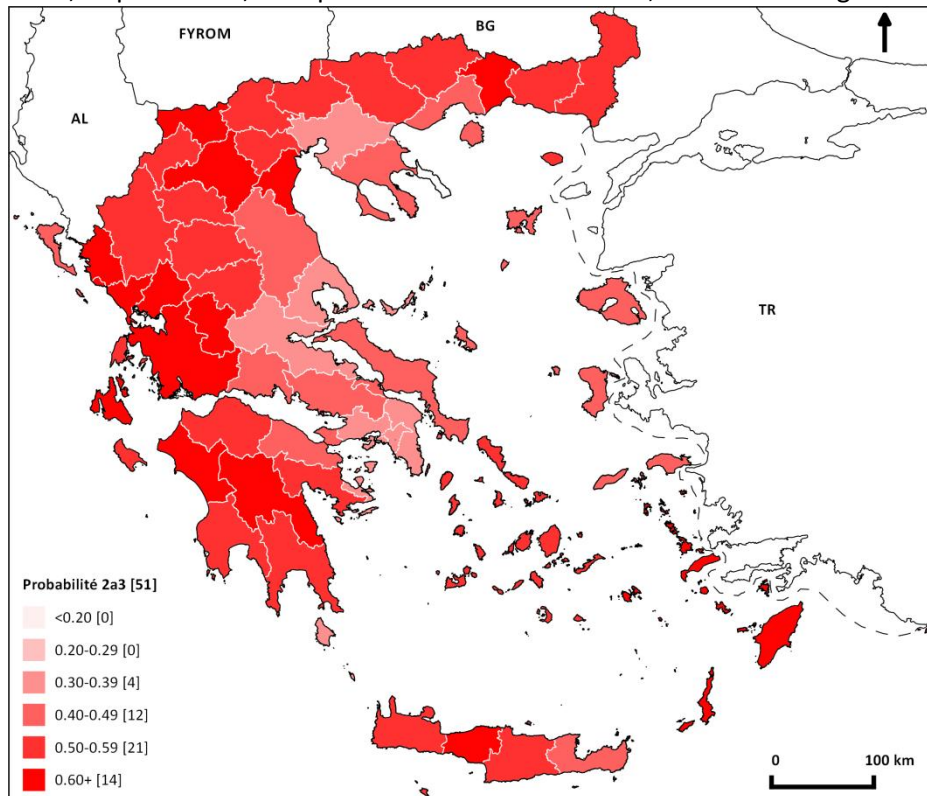 FYROM
BG
AL
TR
Probabilité 2a3 [51]
<0.20 [0]
0.20-0.29 [0]
0.30-0.39 [4]
0.40-0.49 [12]
0.50-0.59 [21]
0.60+ [14]
0 100 km